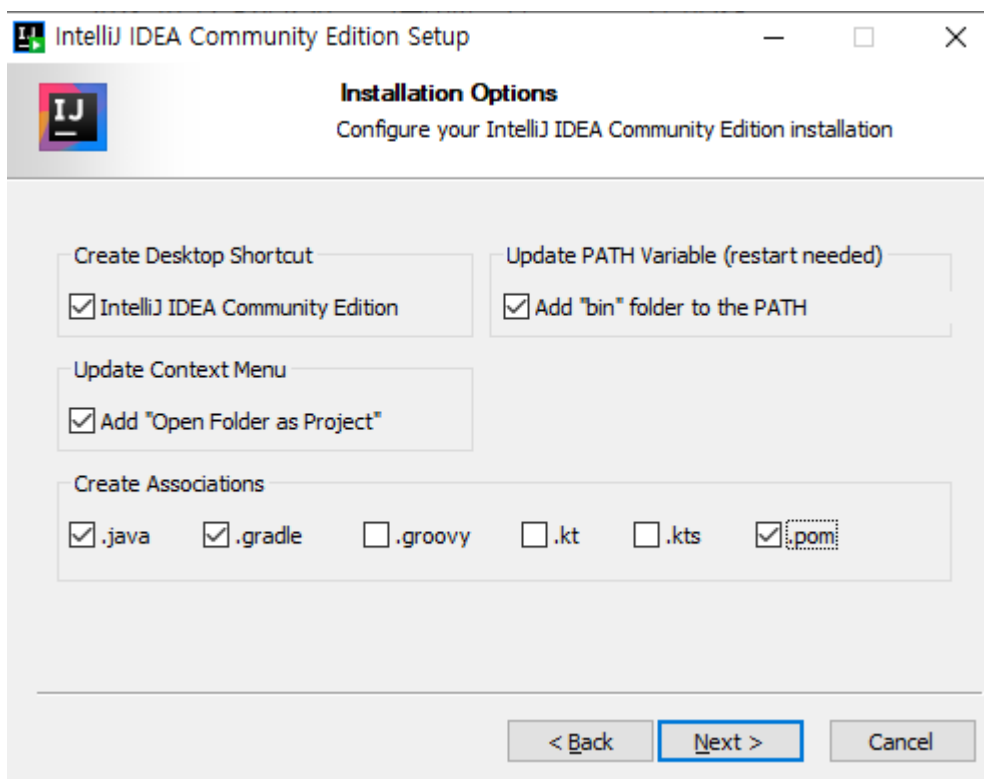 IntelliJ IDEA Community Edition Setup
IJ
Installation Options
Configure your IntelliJ IDEA Community Edition installation
Create Desktop Shortcut
IntelliJ IDEA Community Edition
Update PATH Variable (restart needed)
Add "bin" folder to the PATH
Update Context Menu
Add "Open Folder as Project"
Create Associations
.java .gradle .groovy .kt .kts .pom
< Back Next > Cancel